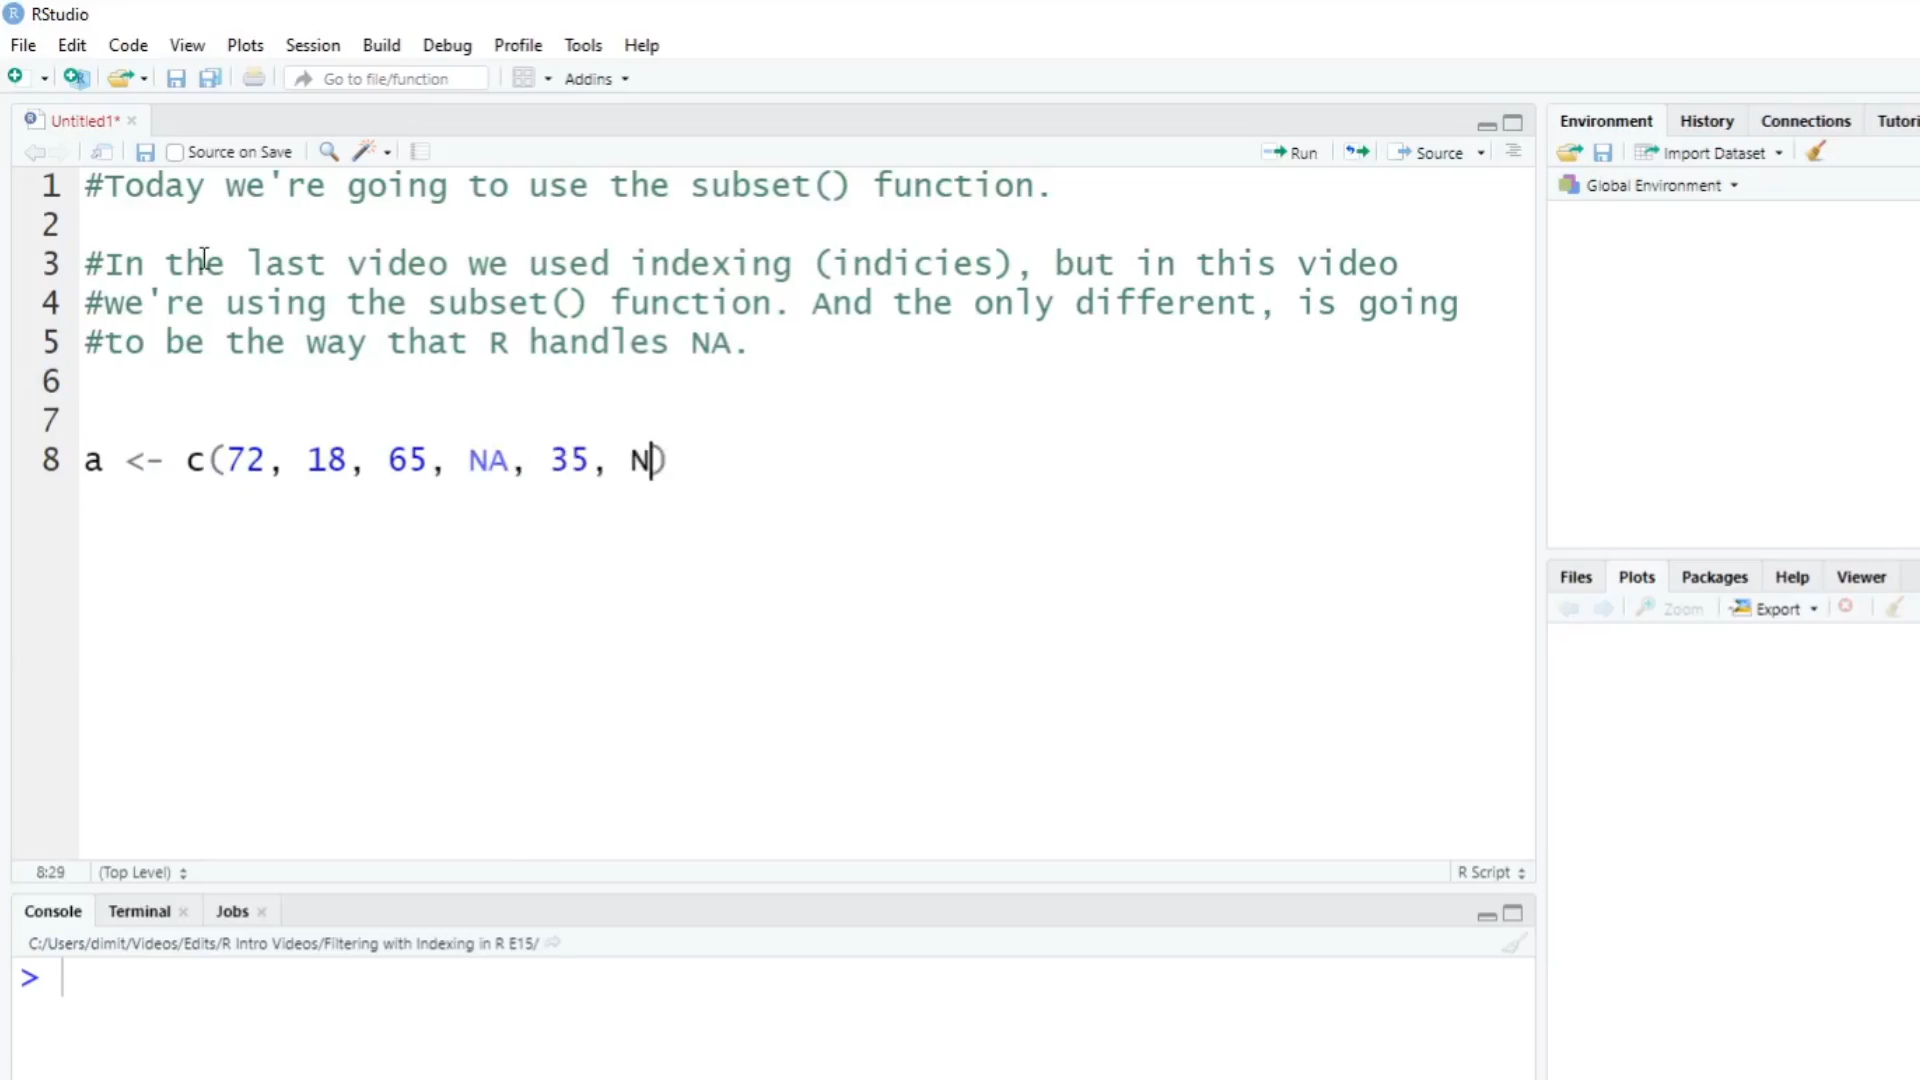 RStudio
File Edit Code View Plots Session Build Debug Profile Tools Help
Go to file/function Addins
Untitled1*
Source on Save Run Source
1 #Today we're going to use the subset() function.
2
3 #In the last video we used indexing (indicies), but in this video
4 #we're using the subset() function. And the only different, is going
5 #to be the way that R handles NA.
6
7
8 a <- c(72, 18, 65, NA, 35, N)
8:29 (Top Level) R Script
Console Terminal Jobs
C:/Users/dimit/Videos/Edits/R Intro Videos/Filtering with Indexing in R E15/
>
Environment History Connections Tutori
Import Dataset
Global Environment
Files Plots Packages Help Viewer
Zoom Export